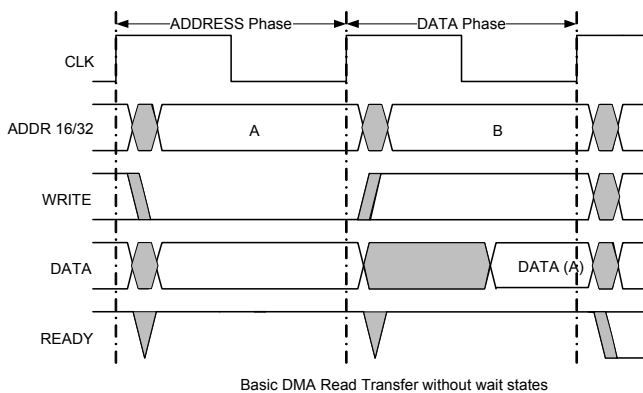 ADDRESS Phase DATA Phase
CLK
ADDR 16/32 A B
WRITE
DATA DATA (A)
READY
Basic DMA Read Transfer without wait states